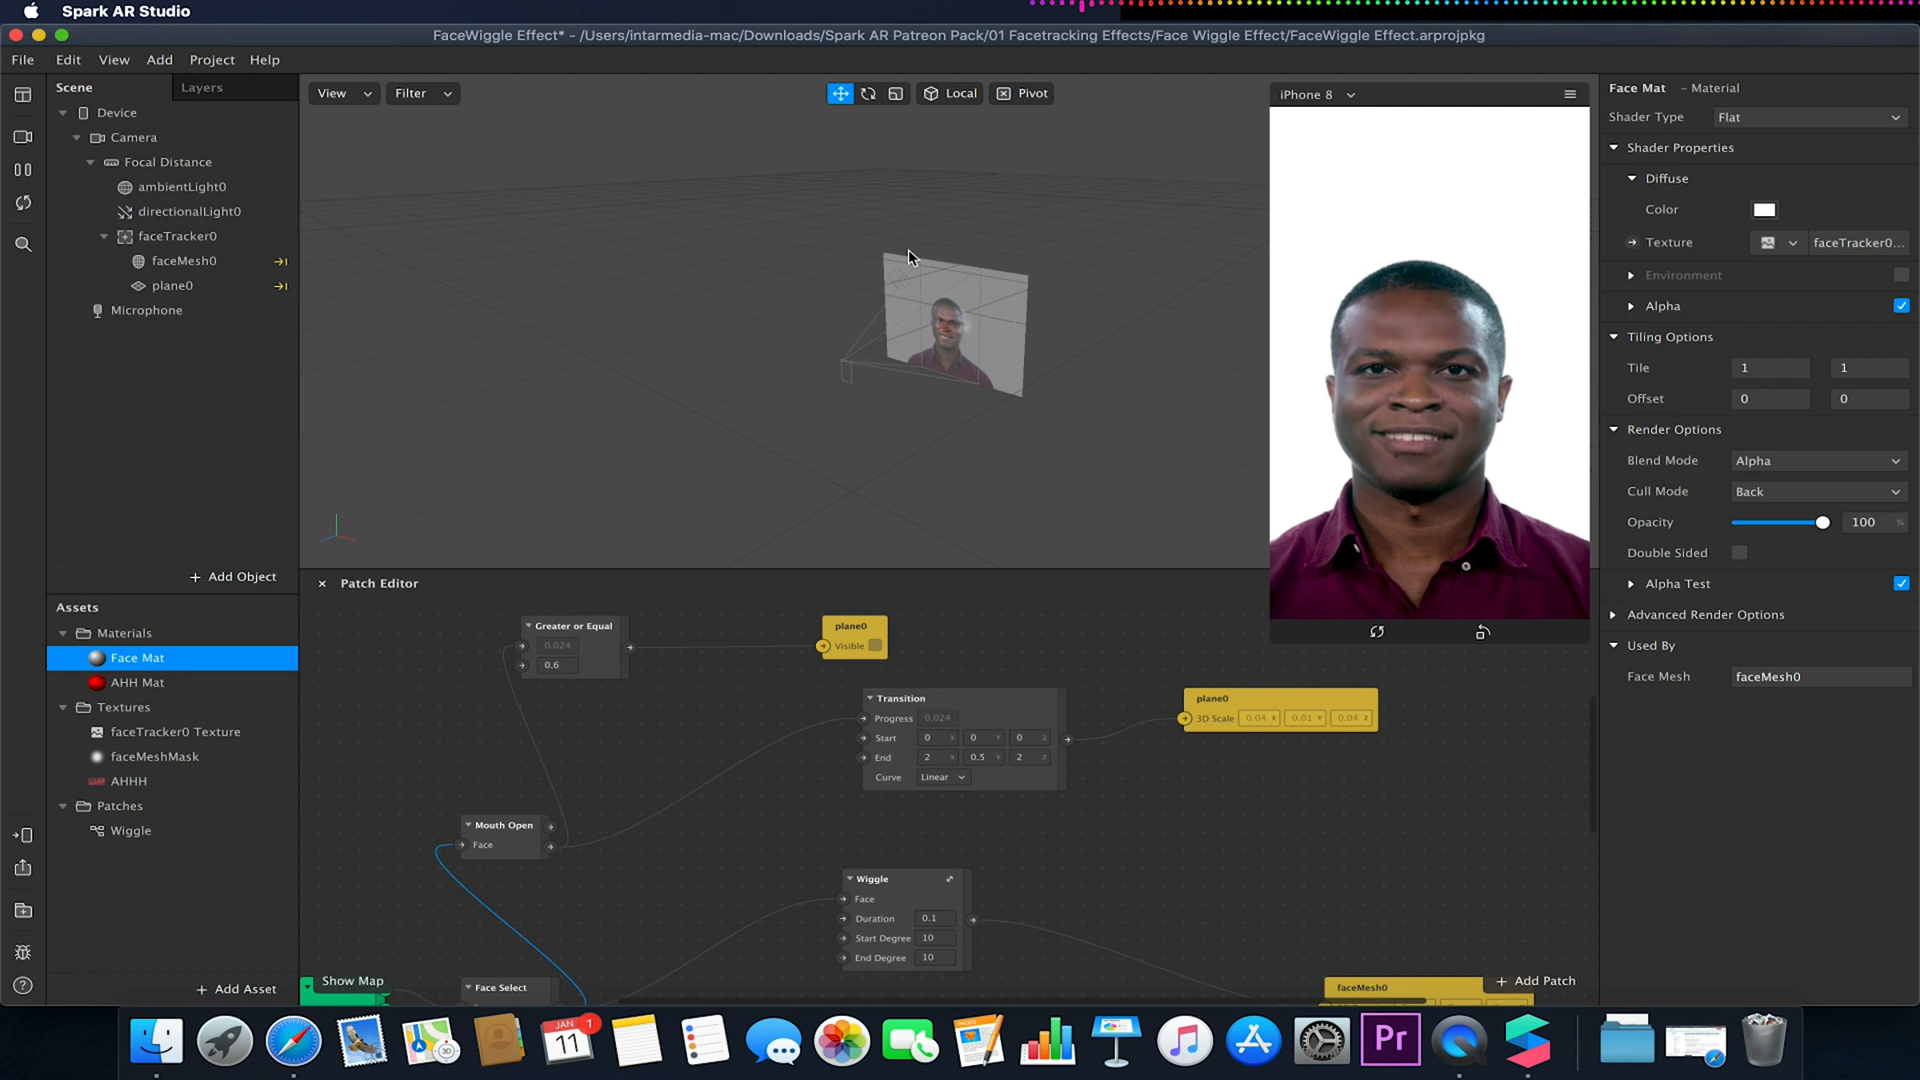 Spark AR Studio
FaceWiggle Effect* - /Users/intarmedia-mac/Downloads/Spark AR Patreon Pack/01 Facetracking Effects/Face Wiggle Effect/FaceWiggle Effect.arprojpkg
File Edit View Add Project Help
Scene
Layers
Device
Camera
Focal Distance
ambientLight0
directionalLight0
faceTracker0
faceMesh0
plane0
Microphone
+ Add Object
Assets
Materials
Face Mat
AHH Mat
Textures
faceTracker0 Texture
faceMeshMask
AHHH
Patches
Wiggle
+ Add Asset
View
Filter
Local
Pivot
iPhone 8
× Patch Editor
Greater or Equal
0.024
0.6
plane0
Visible
Transition
Progress 0.024
Start 0 X 0 Y 0 Z
End 2 X 0.5 Y 2 Z
Curve Linear
plane0
3D Scale 0.04 X 0.01 Y 0.04 Z
Mouth Open
Face
Wiggle
Face
Duration 0.1
Start Degree 10
End Degree 10
Show Map
Face Select
faceMesh0
+ Add Patch
Face Mat - Material
Shader Type Flat
Shader Properties
Diffuse
Color
Texture faceTracker0...
Environment
Alpha
Tiling Options
Tile 1 1
Offset 0 0
Render Options
Blend Mode Alpha
Cull Mode Back
Opacity 100 %
Double Sided
Alpha Test
Advanced Render Options
Used By
Face Mesh faceMesh0
JAN
11
1
30
Pr